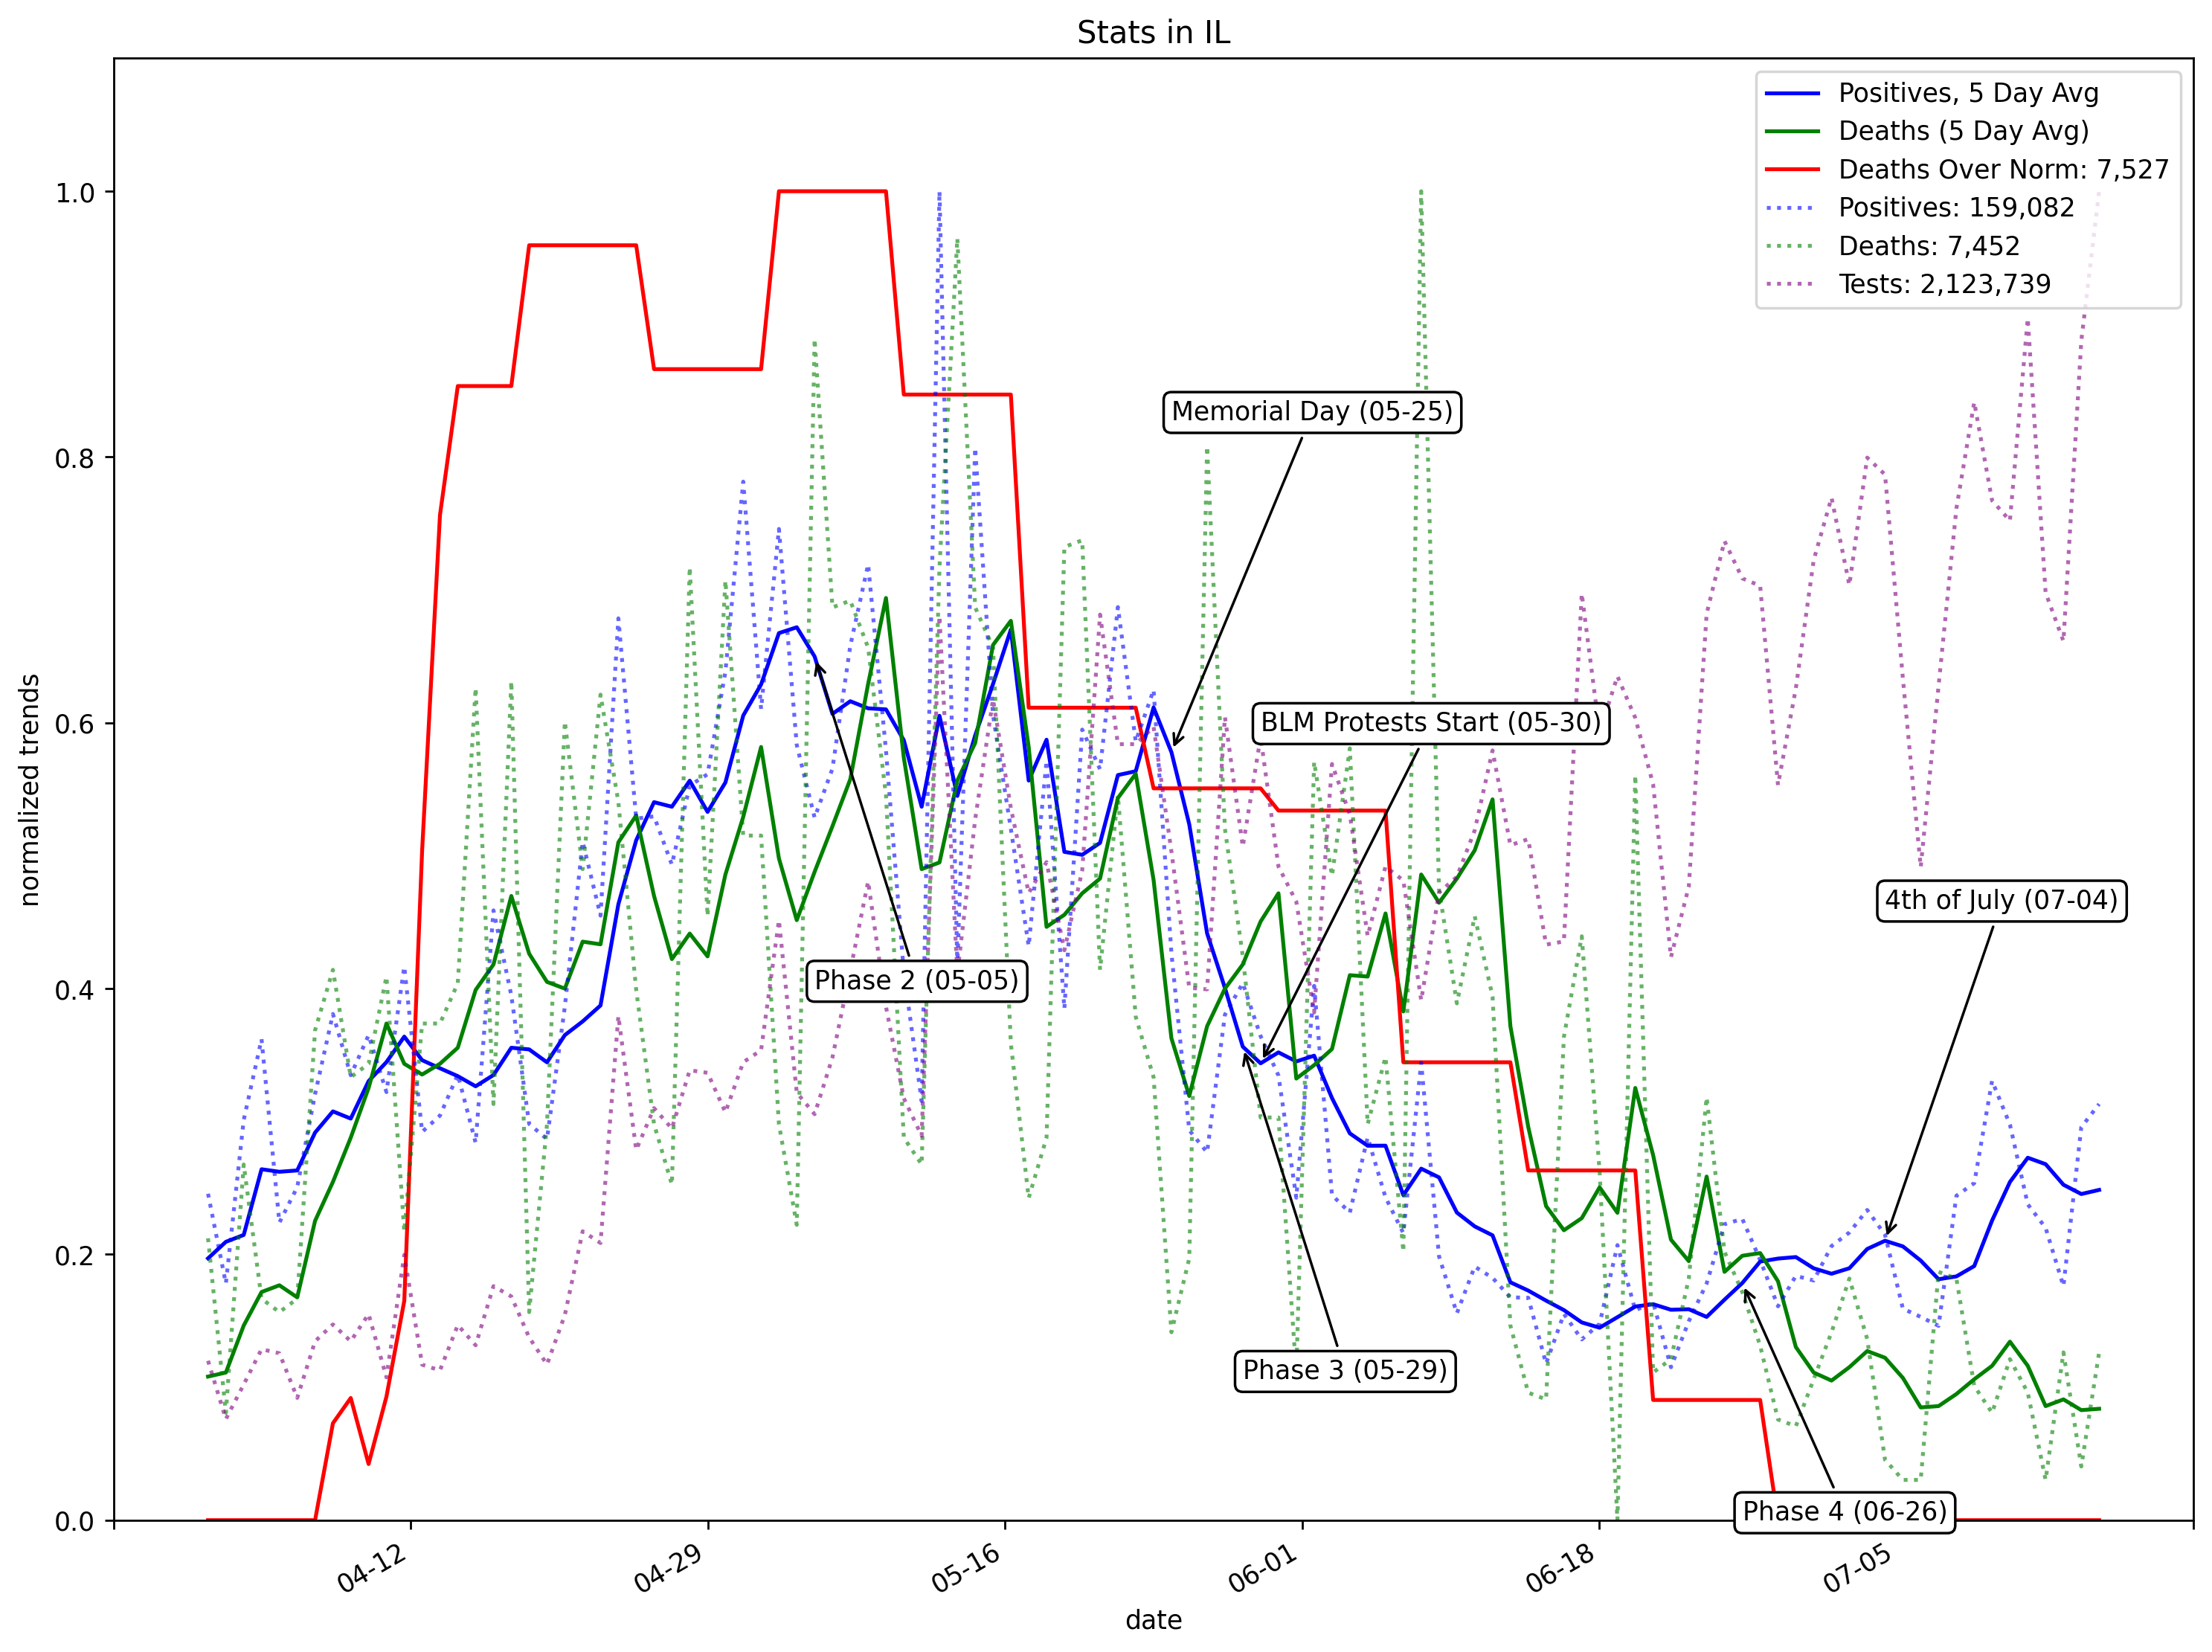 Stats in IL
Positives, 5 Day Avg
Deaths (5 Day Avg)
Deaths Over Norm: 7,527
Positives: 159,082
Deaths: 7,452
Tests: 2,123,739
1.0
0.8
0.6
0.4
0.2
0.0
normalized trends
Memorial Day (05-25)
BLM Protests Start (05-30)
4th of July (07-04)
Phase 2 (05-05)
Phase 3 (05-29)
Phase 4 (06-26)
04-12
04-29
05-16
06-01
06-18
07-05
date